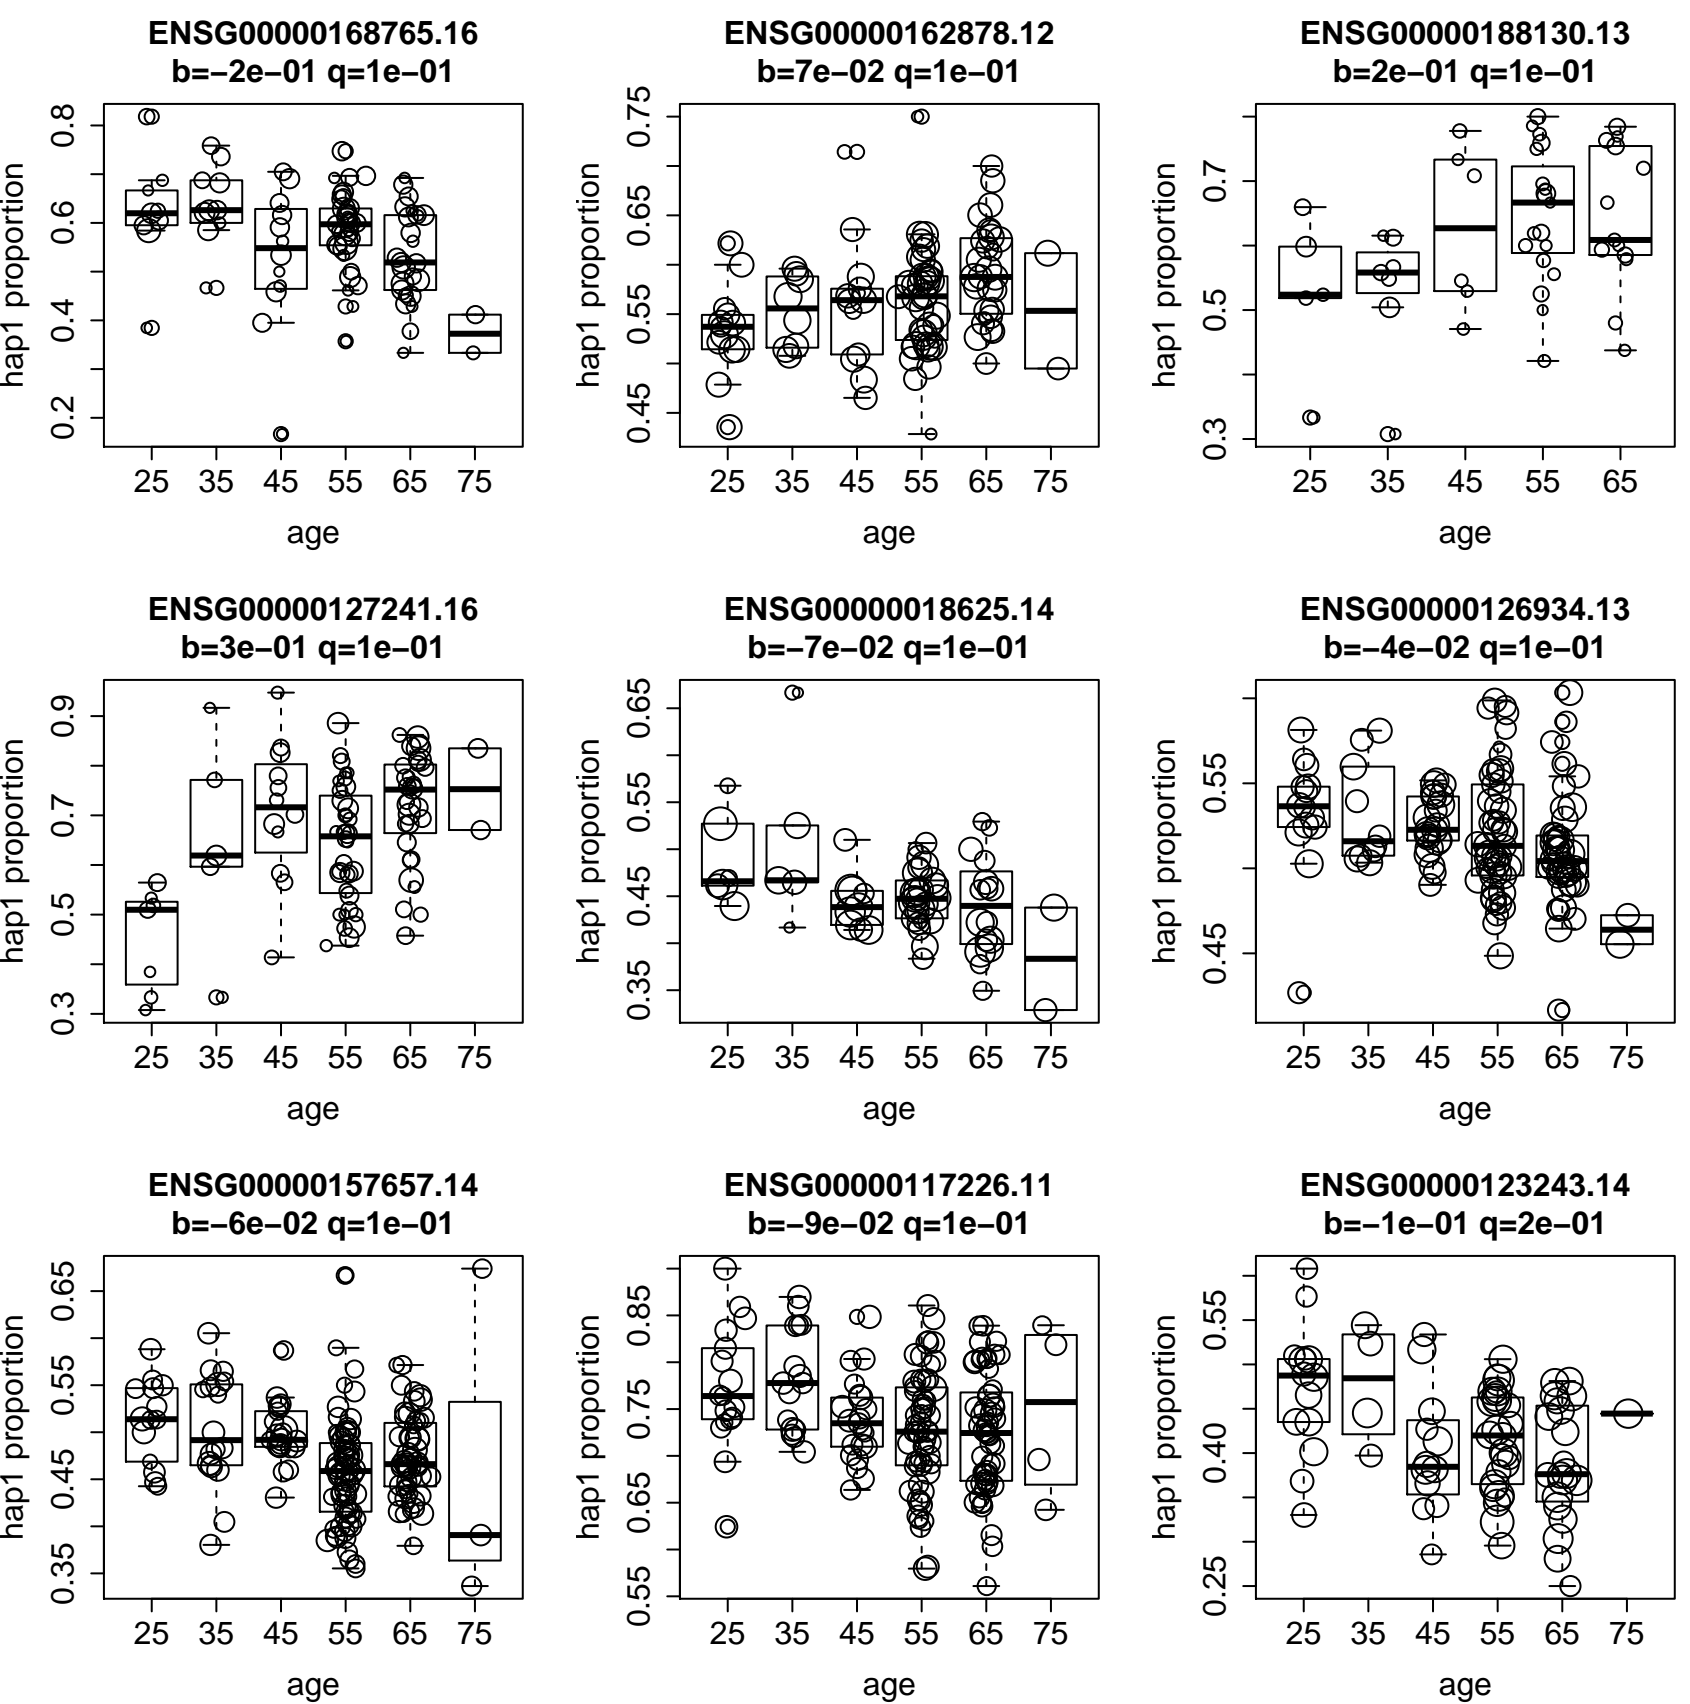 ENSG00000168765.16
b=−2e−01 q=1e−01
hap1 proportion
0.8
0.6
0.4
0.2
25 35 45 55 65 75
age
ENSG00000162878.12
b=7e−02 q=1e−01
hap1 proportion
0.75
0.65
0.55
0.45
25 35 45 55 65 75
age
ENSG00000188130.13
b=2e−01 q=1e−01
hap1 proportion
0.7
0.5
0.3
25 35 45 55 65
age
ENSG00000127241.16
b=3e−01 q=1e−01
hap1 proportion
0.9
0.7
0.5
0.3
25 35 45 55 65 75
age
ENSG00000018625.14
b=−7e−02 q=1e−01
hap1 proportion
0.65
0.55
0.45
0.35
25 35 45 55 65 75
age
ENSG00000126934.13
b=−4e−02 q=1e−01
hap1 proportion
0.55
0.45
25 35 45 55 65 75
age
ENSG00000157657.14
b=−6e−02 q=1e−01
hap1 proportion
0.65
0.55
0.45
0.35
25 35 45 55 65 75
age
ENSG00000117226.11
b=−9e−02 q=1e−01
hap1 proportion
0.85
0.75
0.65
0.55
25 35 45 55 65 75
age
ENSG00000123243.14
b=−1e−01 q=2e−01
hap1 proportion
0.55
0.40
0.25
25 35 45 55 65 75
age